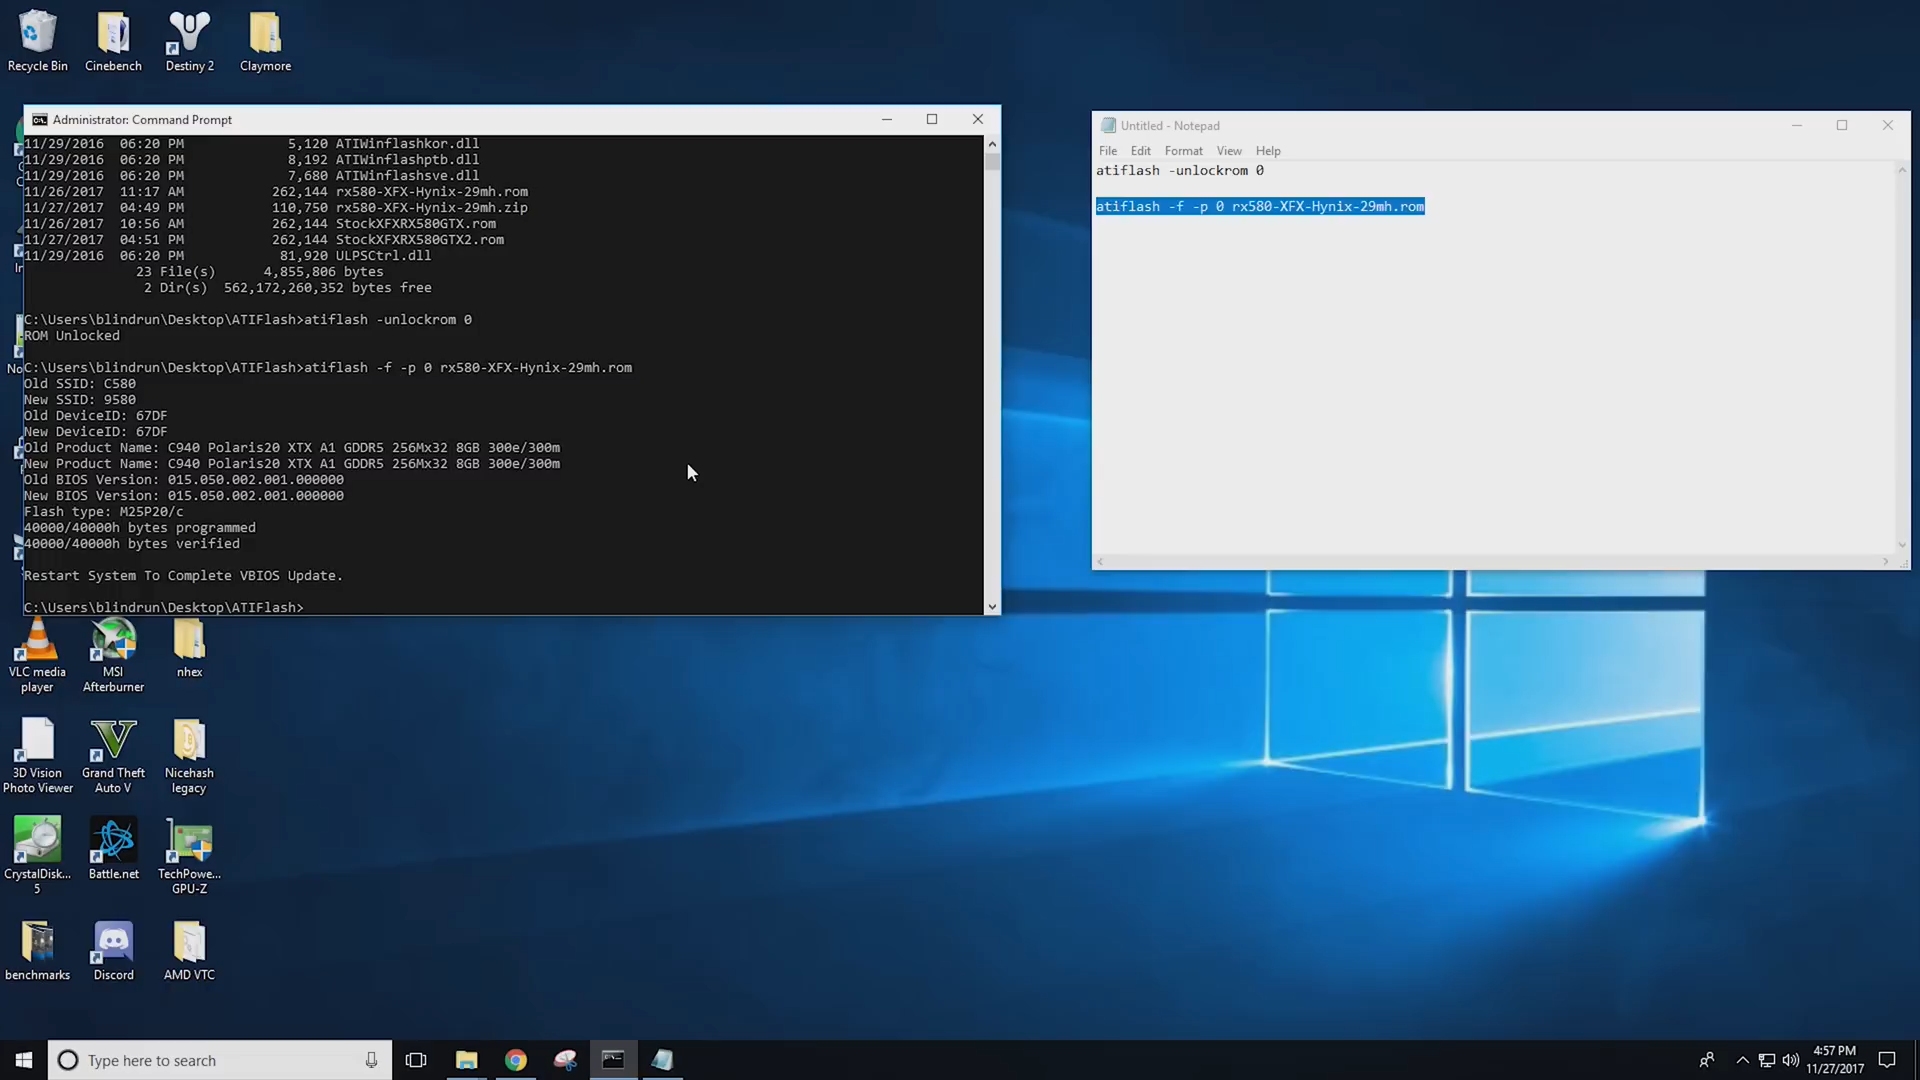 Recycle Bin
Cinebench
Destiny 2
Claymore
Administrator: Command Prompt
11/29/2016  06:20 PM             5,120 ATIWinflashkor.dll
11/29/2016  06:20 PM             8,192 ATIWinflashptb.dll
11/29/2016  06:20 PM             7,680 ATIWinflashsve.dll
11/26/2017  11:17 AM           262,144 rx580-XFX-Hynix-29mh.rom
11/27/2017  04:49 PM           110,750 rx580-XFX-Hynix-29mh.zip
11/26/2017  10:56 AM           262,144 StockXFXRX580GTX.rom
11/27/2017  04:51 PM           262,144 StockXFXRX580GTX2.rom
11/29/2016  06:20 PM            81,920 ULPSCtrl.dll
23 File(s)      4,855,806 bytes
2 Dir(s)  562,172,260,352 bytes free
C:\Users\blindrun\Desktop\ATIFlash>atiflash -unlockrom 0
ROM Unlocked
C:\Users\blindrun\Desktop\ATIFlash>atiflash -f -p 0 rx580-XFX-Hynix-29mh.rom
Old SSID: C580
New SSID: 9580
Old DeviceID: 67DF
New DeviceID: 67DF
Old Product Name: C940 Polaris20 XTX A1 GDDR5 256Mx32 8GB 300e/300m
New Product Name: C940 Polaris20 XTX A1 GDDR5 256Mx32 8GB 300e/300m
Old BIOS Version: 015.050.002.001.000000
New BIOS Version: 015.050.002.001.000000
Flash type: M25P20/c
40000/40000h bytes programmed
40000/40000h bytes verified
Restart System To Complete VBIOS Update.
C:\Users\blindrun\Desktop\ATIFlash>
Untitled - Notepad
File Edit Format View Help
atiflash -unlockrom 0
atiflash -f -p 0 rx580-XFX-Hynix-29mh.rom
VLC media player
MSI Afterburner
nhex
3D Vision Photo Viewer
Grand Theft Auto V
Nicehash legacy
CrystalDisk... 5
Battle.net
TechPowe... GPU-Z
benchmarks
Discord
AMD VTC
Type here to search
4:57 PM
11/27/2017